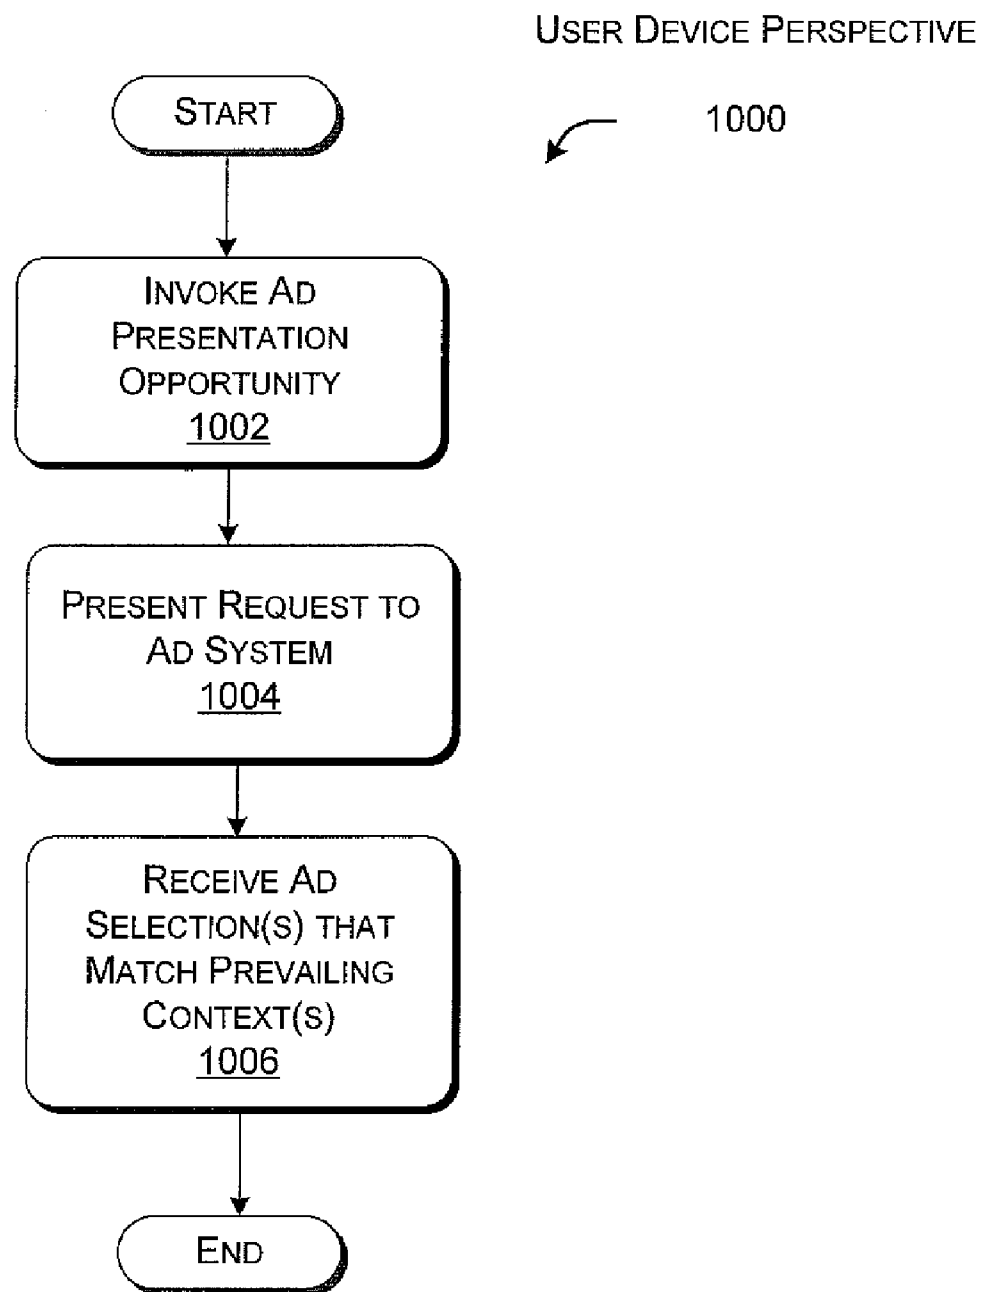 USER DEVICE PERSPECTIVE
1000
START
INVOKE AD
PRESENTATION
OPPORTUNITY
1002
PRESENT REQUEST TO
AD SYSTEM
1004
RECEIVE AD
SELECTION(S) THAT
MATCH PREVAILING
CONTEXT(S)
1006
END